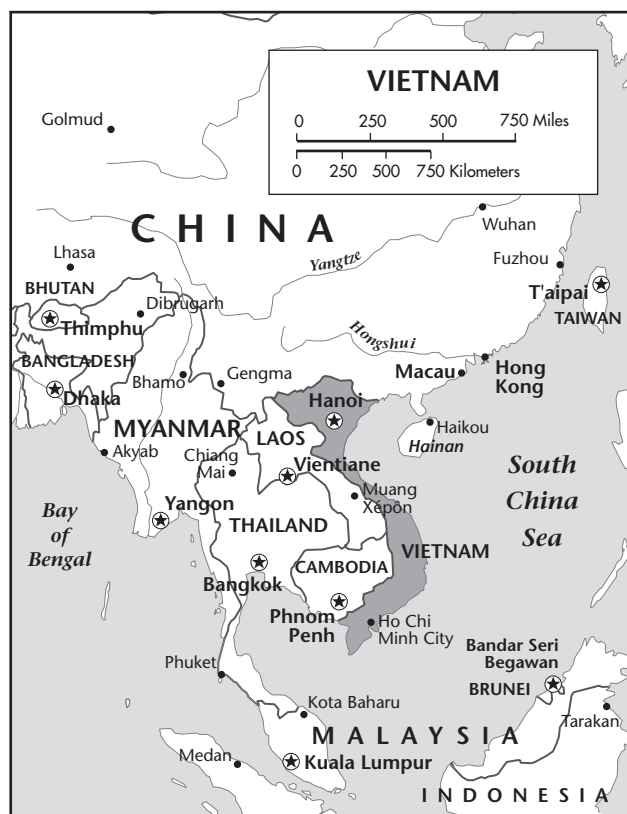 VIETNAM
0 250 500 750 Miles
0 250 500 750 Kilometers
Golmud
CHINA
Wuhan
Yangtze
Fuzhou
Lhasa
BHUTAN
Dibrugarh
T'aipai
TAIWAN
Thimphu
Hongshui
BANGLADESH
Bhamo
Gengma
Macau
Hong
Kong
Dhaka
Hanoi
MYANMAR
LAOS
Haikou
Hainan
Akyab
Chiang
Mai
Vientiane
South
China
Sea
Muang
Xépôn
Yangon
Bay
of
Bengal
THAILAND
VIETNAM
CAMBODIA
Bangkok
Phnom
Penh
Ho Chi
Minh City
Bandar Seri
Begawan
BRUNEI
Phuket
Kota Baharu
Tarakan
MALAYSIA
Medan
Kuala Lumpur
INDONESIA